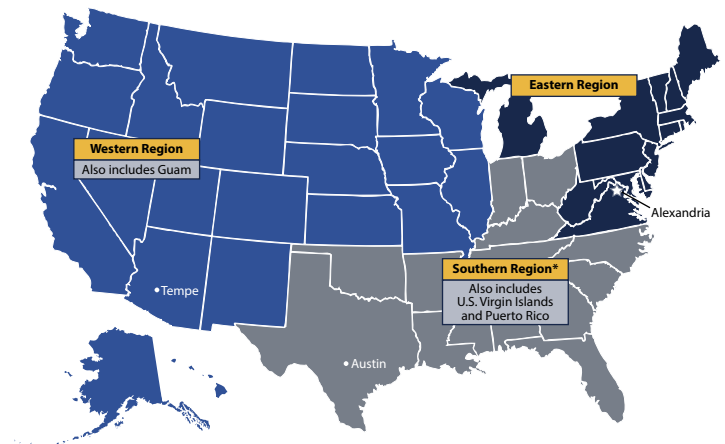 Eastern Region
Western Region
Also includes Guam
Alexandria
Southern Region*
Also includes
U.S. Virgin Islands
and Puerto Rico
Tempe
Austin